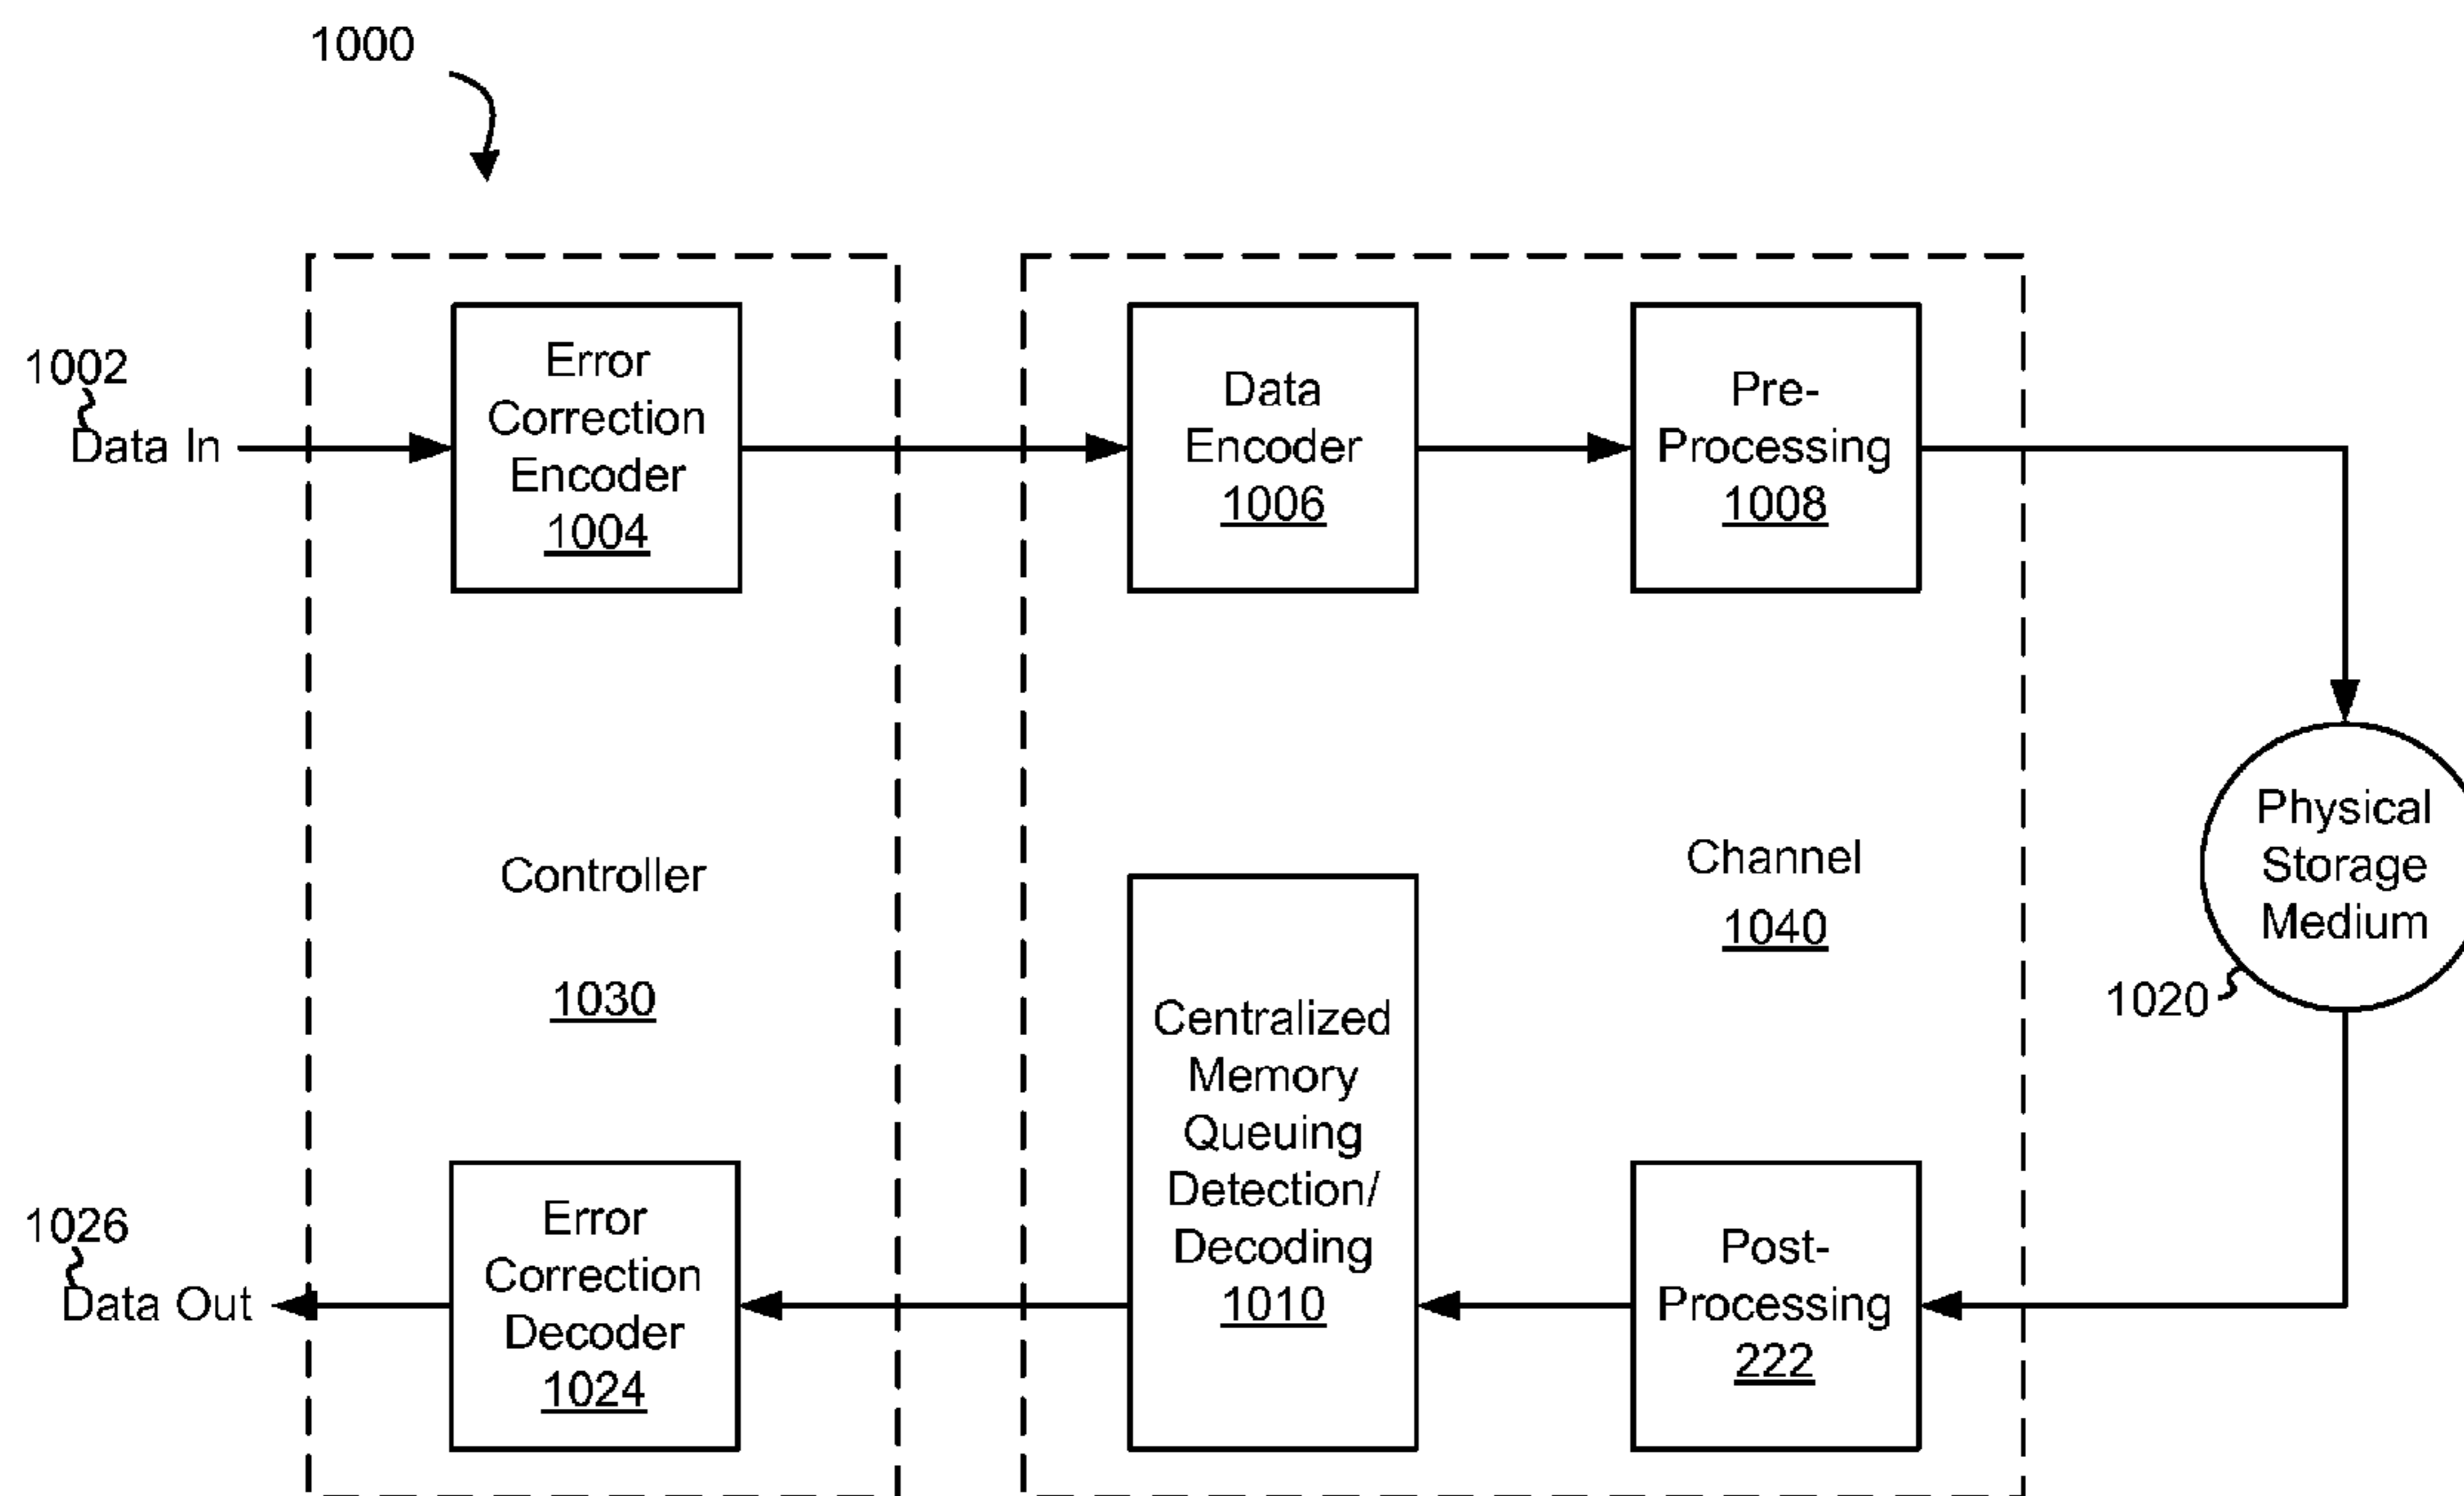 1000
1002
Data In
Error
Correction
Encoder
1004
Data
Encoder
1006
Pre-
Processing
1008
Controller
1030
Channel
1040
Physical
Storage
Medium
1020
Centralized
Memory
Queuing
Detection/
Decoding
1010
1026
Data Out
Error
Correction
Decoder
1024
Post-
Processing
222